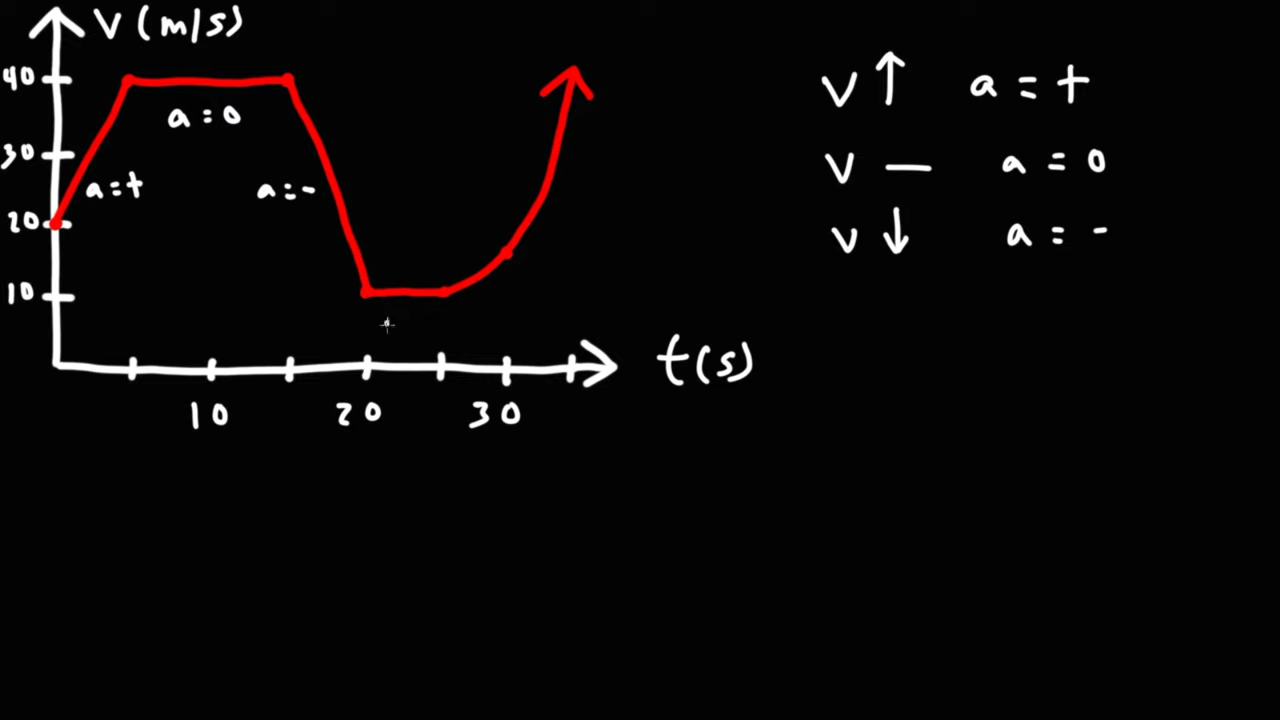 V (m/s)
40
30
20
10
a = +
a = 0
a = -
10 20 30
t(s)
V ↑ a = +
V — a = 0
V ↓ a = -